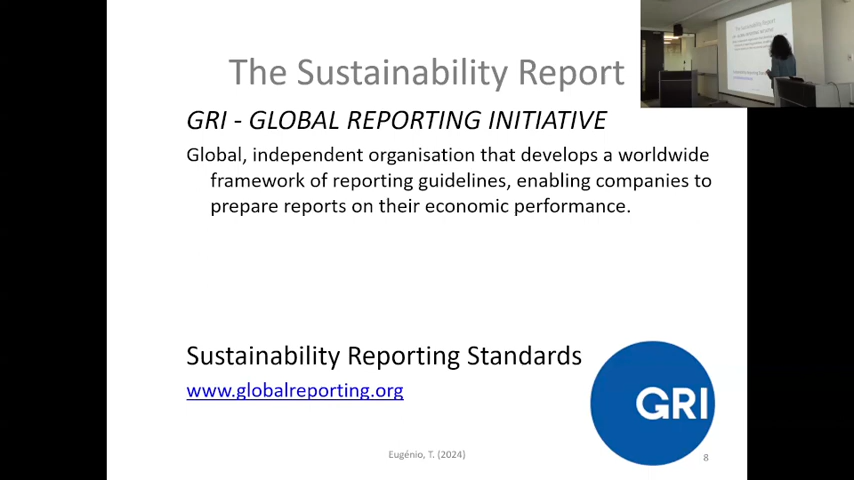 The Sustainability Report
GRI - GLOBAL REPORTING INITIATIVE
Global, independent organisation that develops a worldwide
framework of reporting guidelines, enabling companies to
prepare reports on their economic performance.
Sustainability Reporting Standards
www.globalreporting.org
GRI
Eugénio, T. (2024)
8